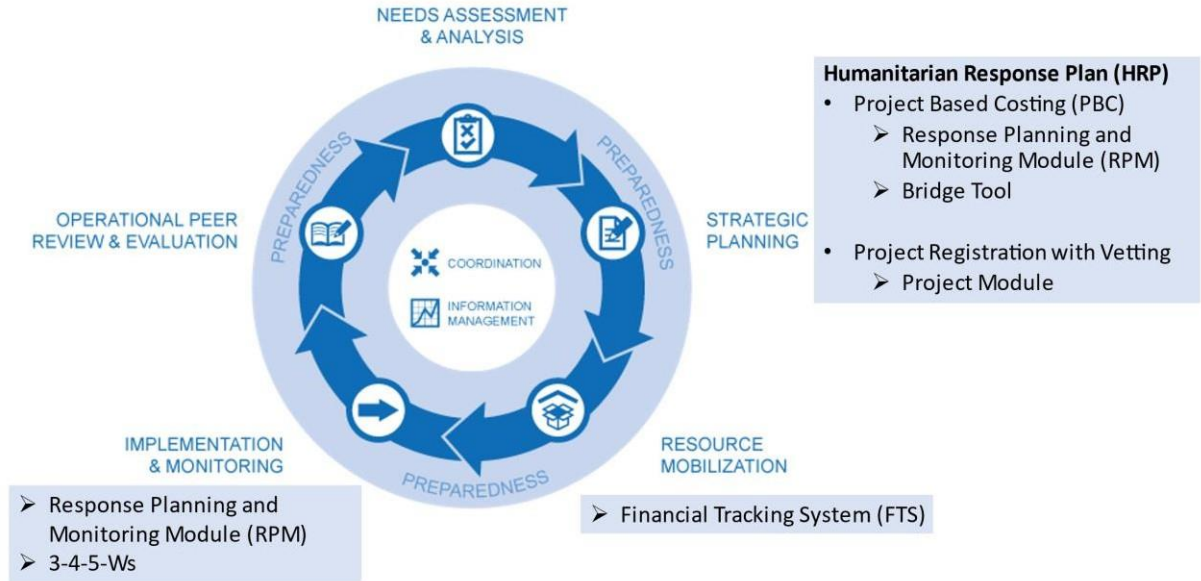 NEEDS ASSESSMENT
& ANALYSIS
Humanitarian Response Plan (HRP)
• Project Based Costing (PBC)
➢ Response Planning and
Monitoring Module (RPM)
➢ Bridge Tool
• Project Registration with Vetting
➢ Project Module
PREPAREDNESS
PREPAREDNESS
OPERATIONAL PEER
REVIEW & EVALUATION
STRATEGIC
PLANNING
COORDINATION
INFORMATION
MANAGEMENT
IMPLEMENTATION
& MONITORING
RESOURCE
MOBILIZATION
PREPAREDNESS
➢ Response Planning and
Monitoring Module (RPM)
➢ 3-4-5-Ws
➢ Financial Tracking System (FTS)